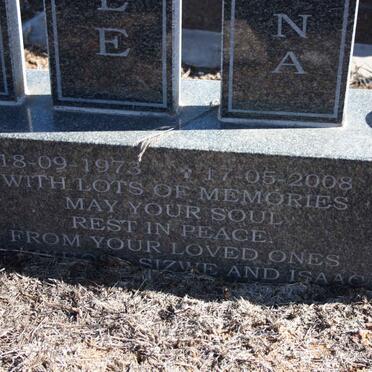 E N
E A
18-09-1973 17-05-2008
WITH LOTS OF MEMORIES
MAY YOUR SOUL
REST IN PEACE.
FROM YOUR LOVED ONES
SIZWE AND ISAAC